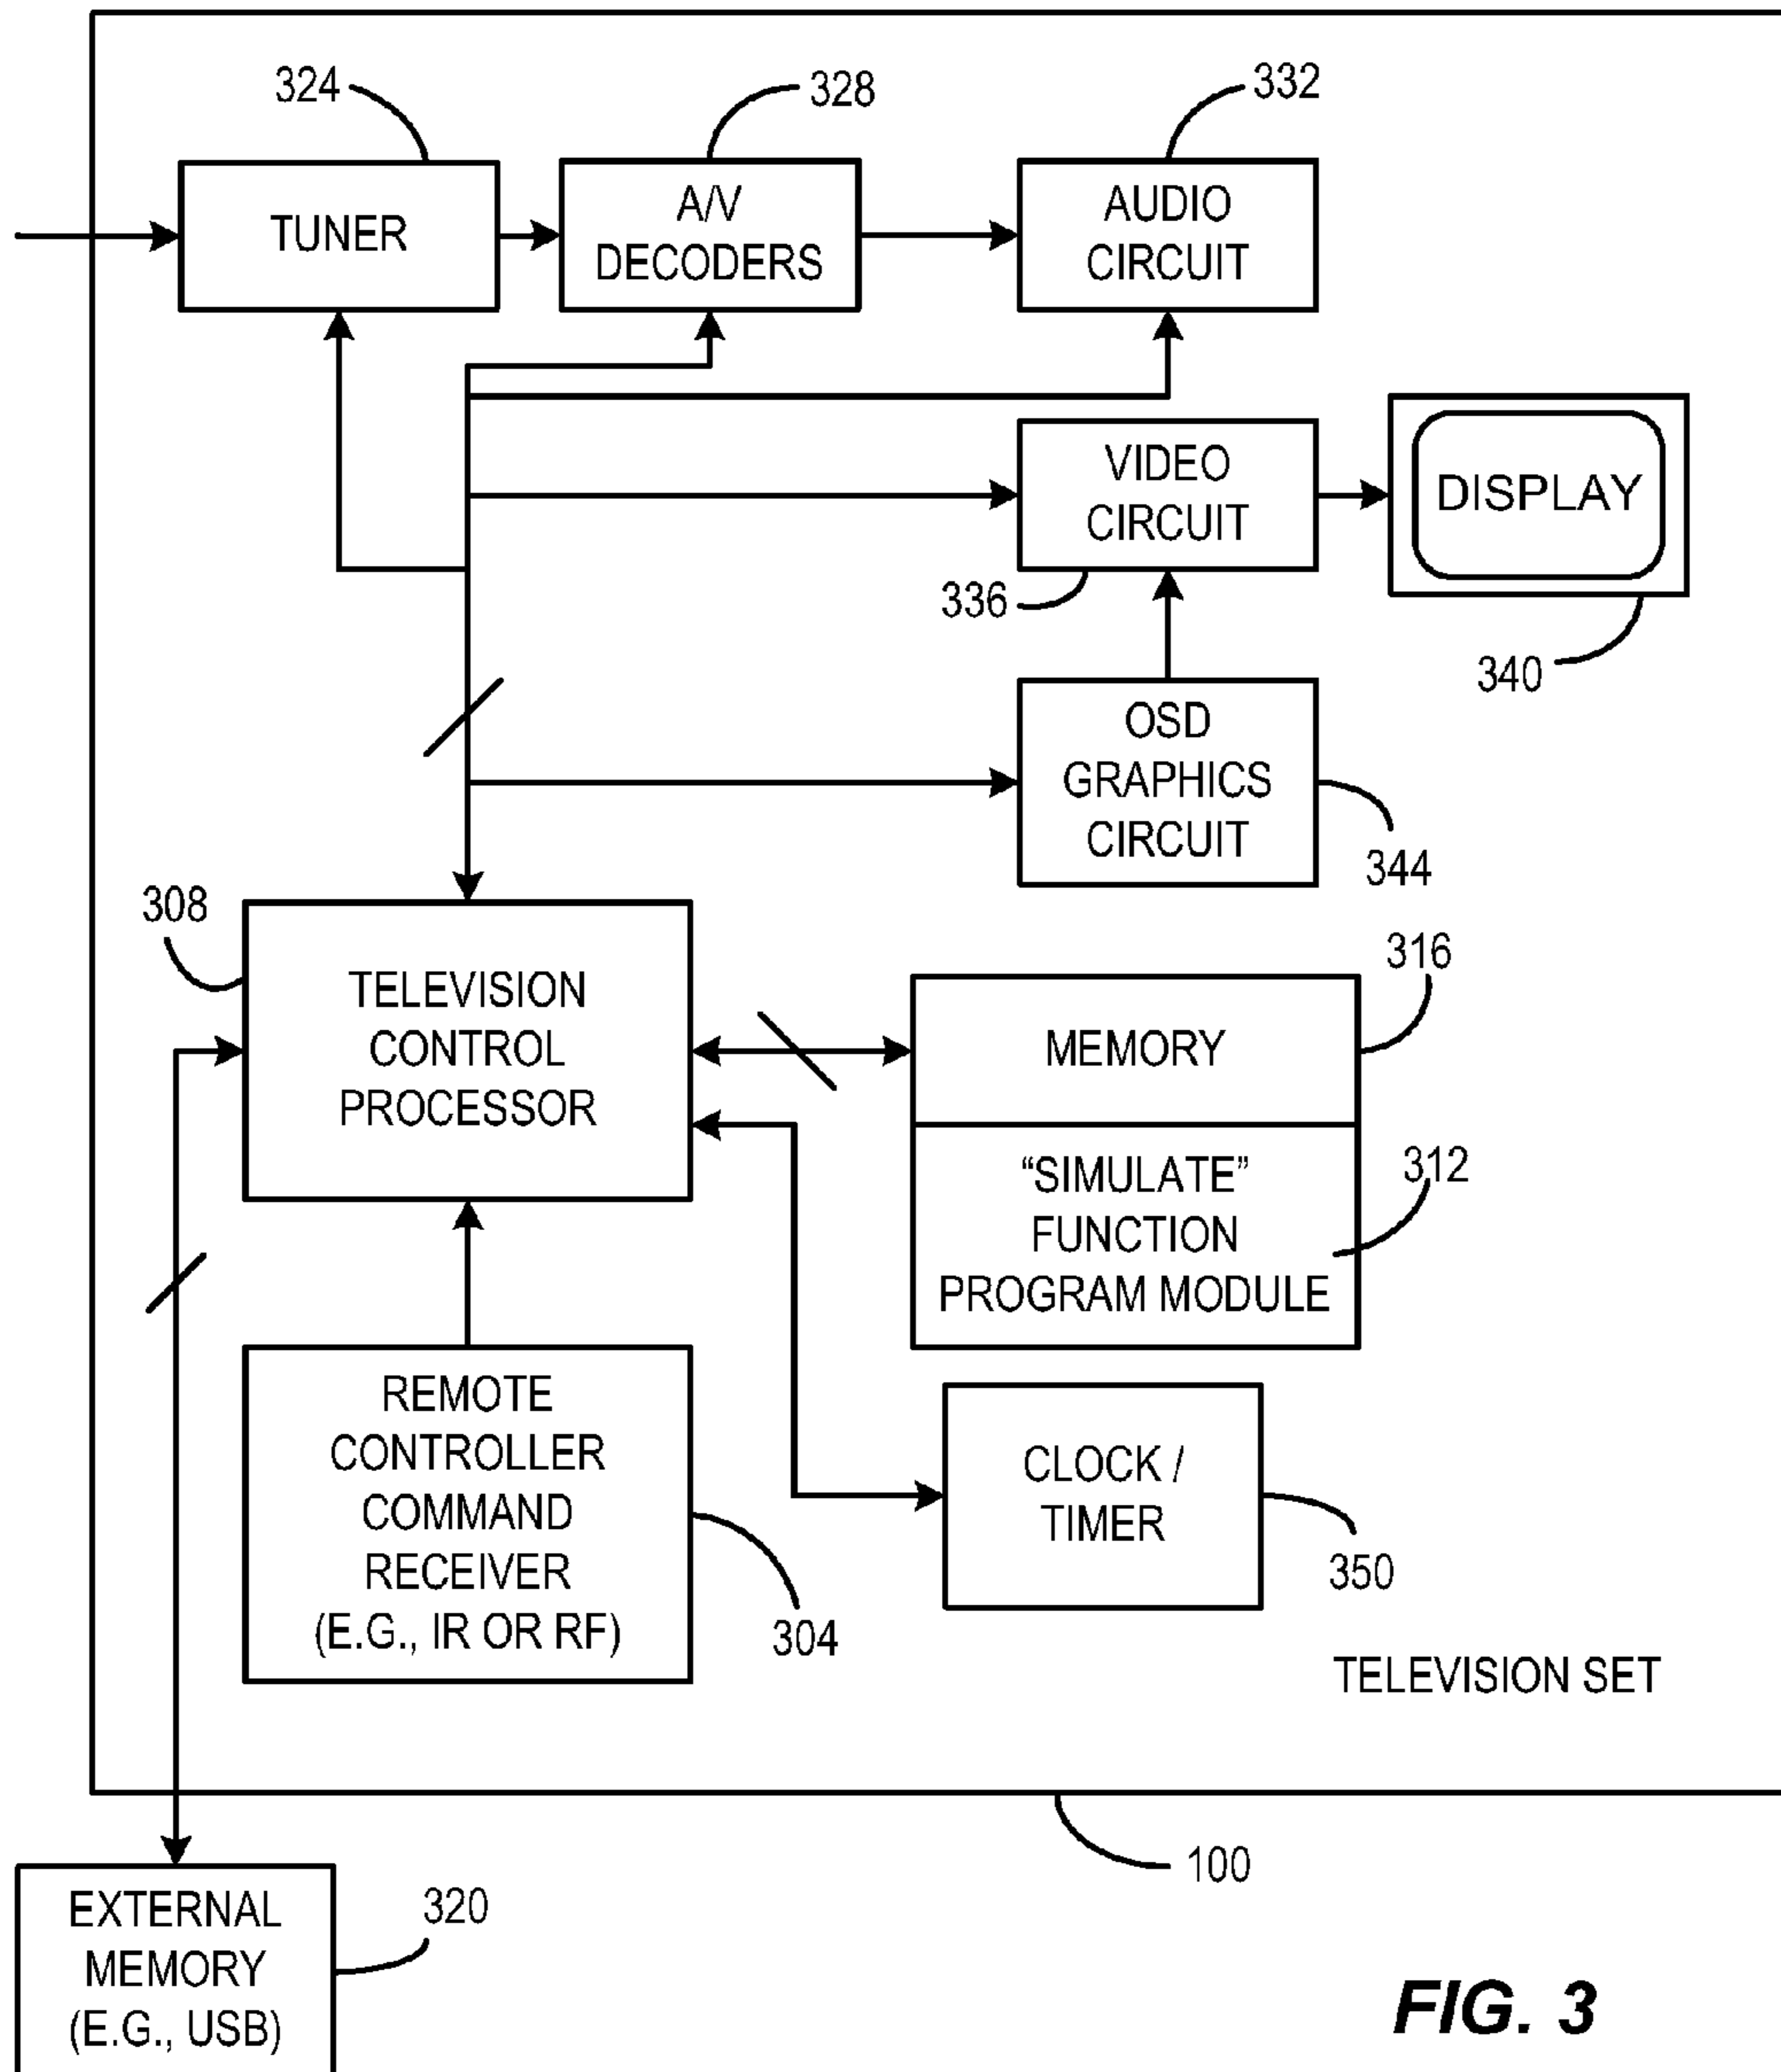 324
328
332
TUNER
A/V
DECODERS
AUDIO
CIRCUIT
VIDEO
CIRCUIT
DISPLAY
336
340
OSD
GRAPHICS
CIRCUIT
344
308
TELEVISION
CONTROL
PROCESSOR
316
MEMORY
“SIMULATE”
FUNCTION
PROGRAM MODULE
312
REMOTE
CONTROLLER
COMMAND
RECEIVER
(E.G., IR OR RF)
304
CLOCK /
TIMER
350
TELEVISION SET
100
EXTERNAL
MEMORY
(E.G., USB)
320
FIG. 3